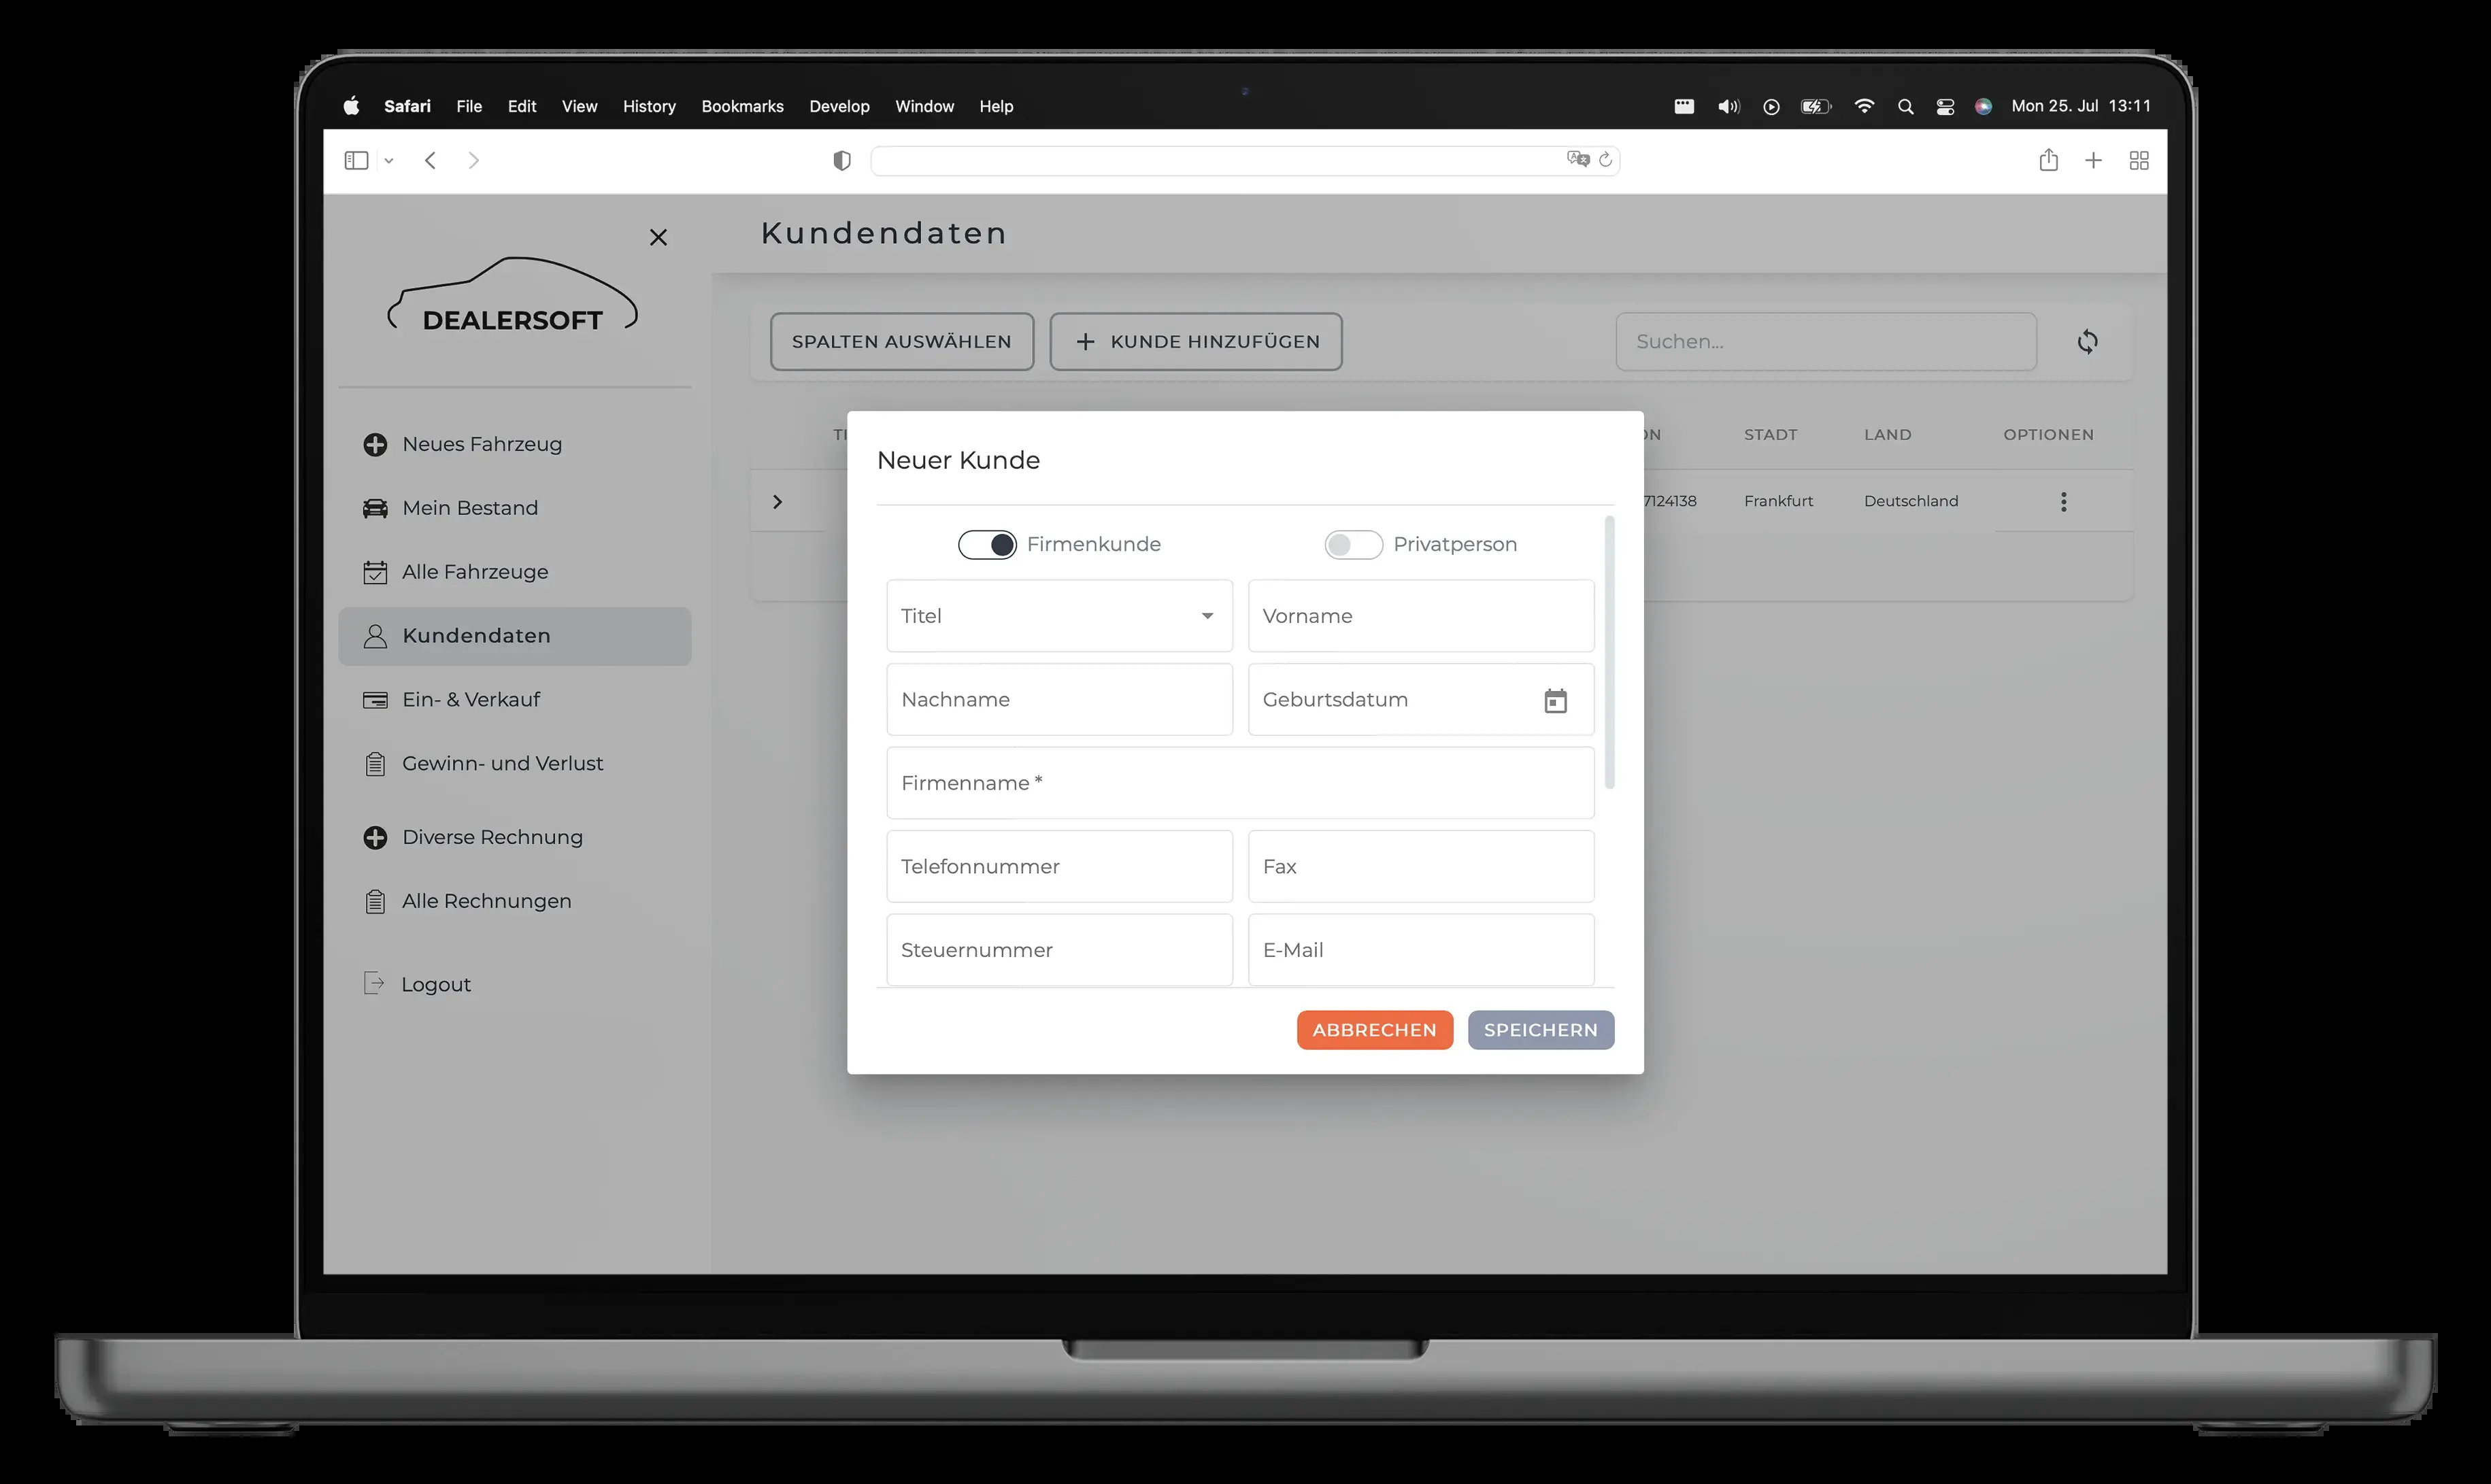 Safari File Edit View History Bookmarks Develop Window Help Mon 25. Jul 13:11
Kundendaten
DEALERSOFT
SPALTEN AUSWÄHLEN
KUNDE HINZUFÜGEN
Suchen...
STADT LAND OPTIONEN
7124138 Frankfurt Deutschland
Neues Fahrzeug
Mein Bestand
Alle Fahrzeuge
Kundendaten
Ein- & Verkauf
Gewinn- und Verlust
Diverse Rechnung
Alle Rechnungen
Logout
Neuer Kunde
Firmenkunde Privatperson
Titel Vorname
Nachname Geburtsdatum
Firmenname *
Telefonnummer Fax
Steuernummer E-Mail
ABBRECHEN SPEICHERN